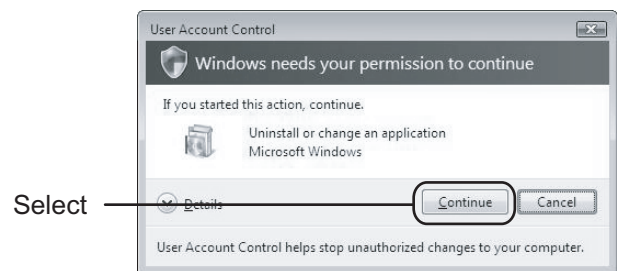 User Account Control
Windows needs your permission to continue
If you started this action, continue.
Uninstall or change an application
Microsoft Windows
Select
Details
Continue
Cancel
User Account Control helps stop unauthorized changes to your computer.